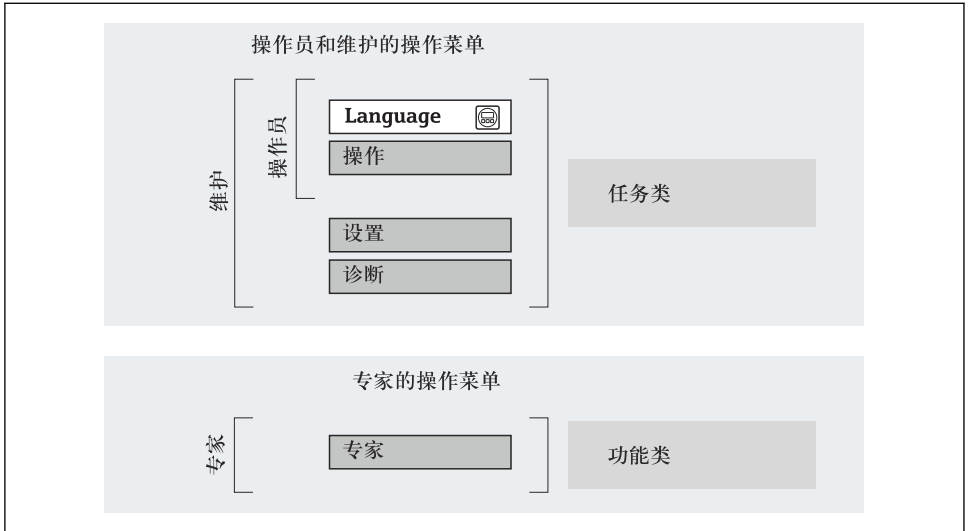 操作员和维护的操作菜单
维护
操作员
Language
操作
设置
诊断
任务类
专家的操作菜单
专家
专家
功能类